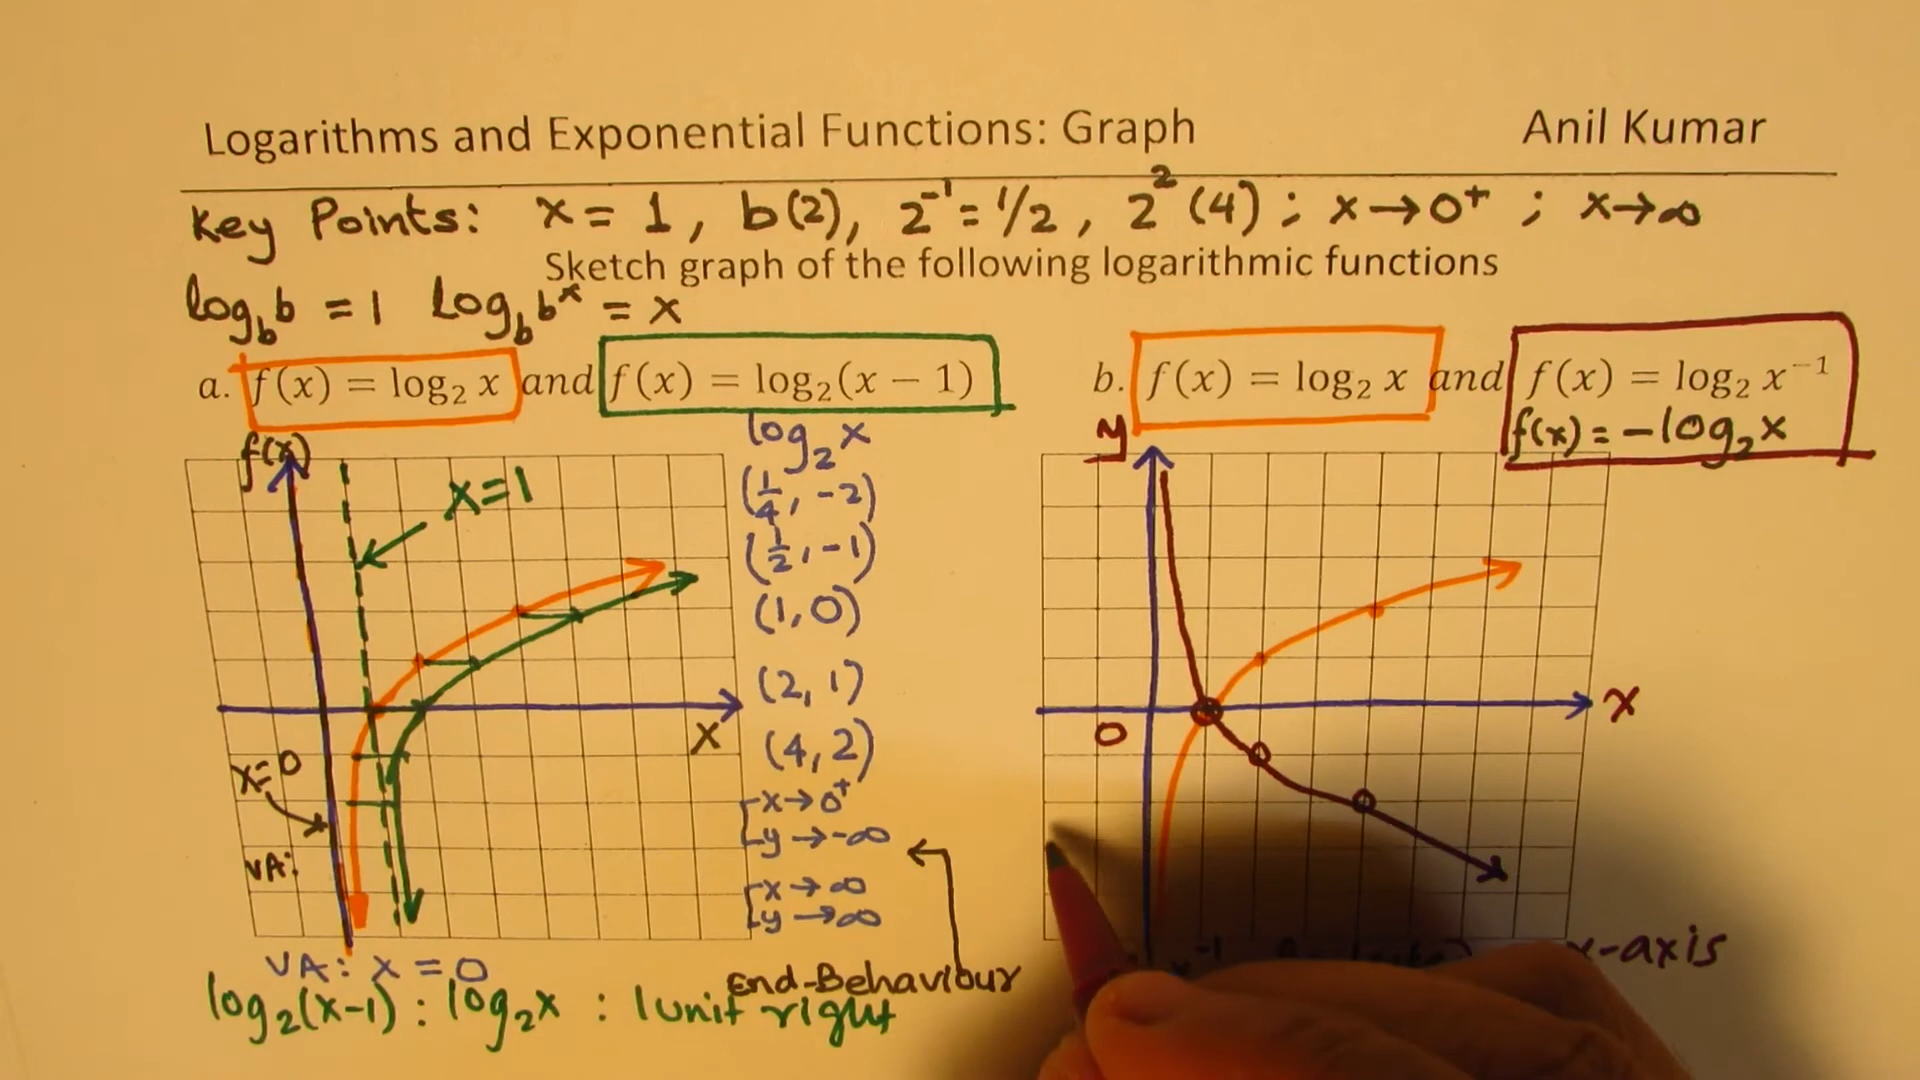 Logarithms and Exponential Functions: Graph Anil Kumar
Key Points: x = 1, b(2), 2⁻¹ = 1/2, 2²(4); x→0⁺; x→∞
Sketch graph of the following logarithmic functions
log_b b = 1 Log_b b^x = x
a. f(x) = log₂ x and f(x) = log₂(x − 1)
b. f(x) = log₂ x and f(x) = log₂ x⁻¹
f(x) = −log₂x
f(x)
x=1
x
x=0
VA:
VA: x = 0
log₂x
(1/4, -2)
(1/2, -1)
(1, 0)
(2, 1)
(4, 2)
x→0⁺
y→-∞
x→∞
y→∞
End-Behaviour
log₂(x-1) : log₂x : 1 unit right
y
x
0
x-axis